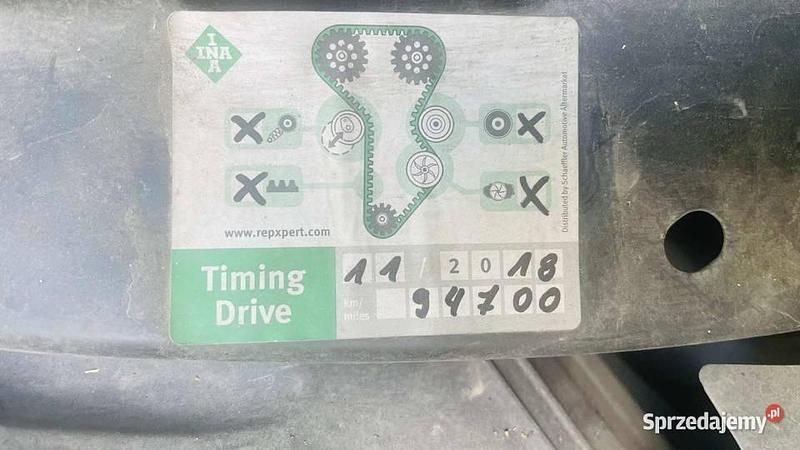 I
INA
A
X
X
X
X
Distributed by Schaeffler Automotive Aftermarket
www.repxpert.com
Timing
Drive
11 / 2018
km/
miles
94700
Sprzedajemy.pl